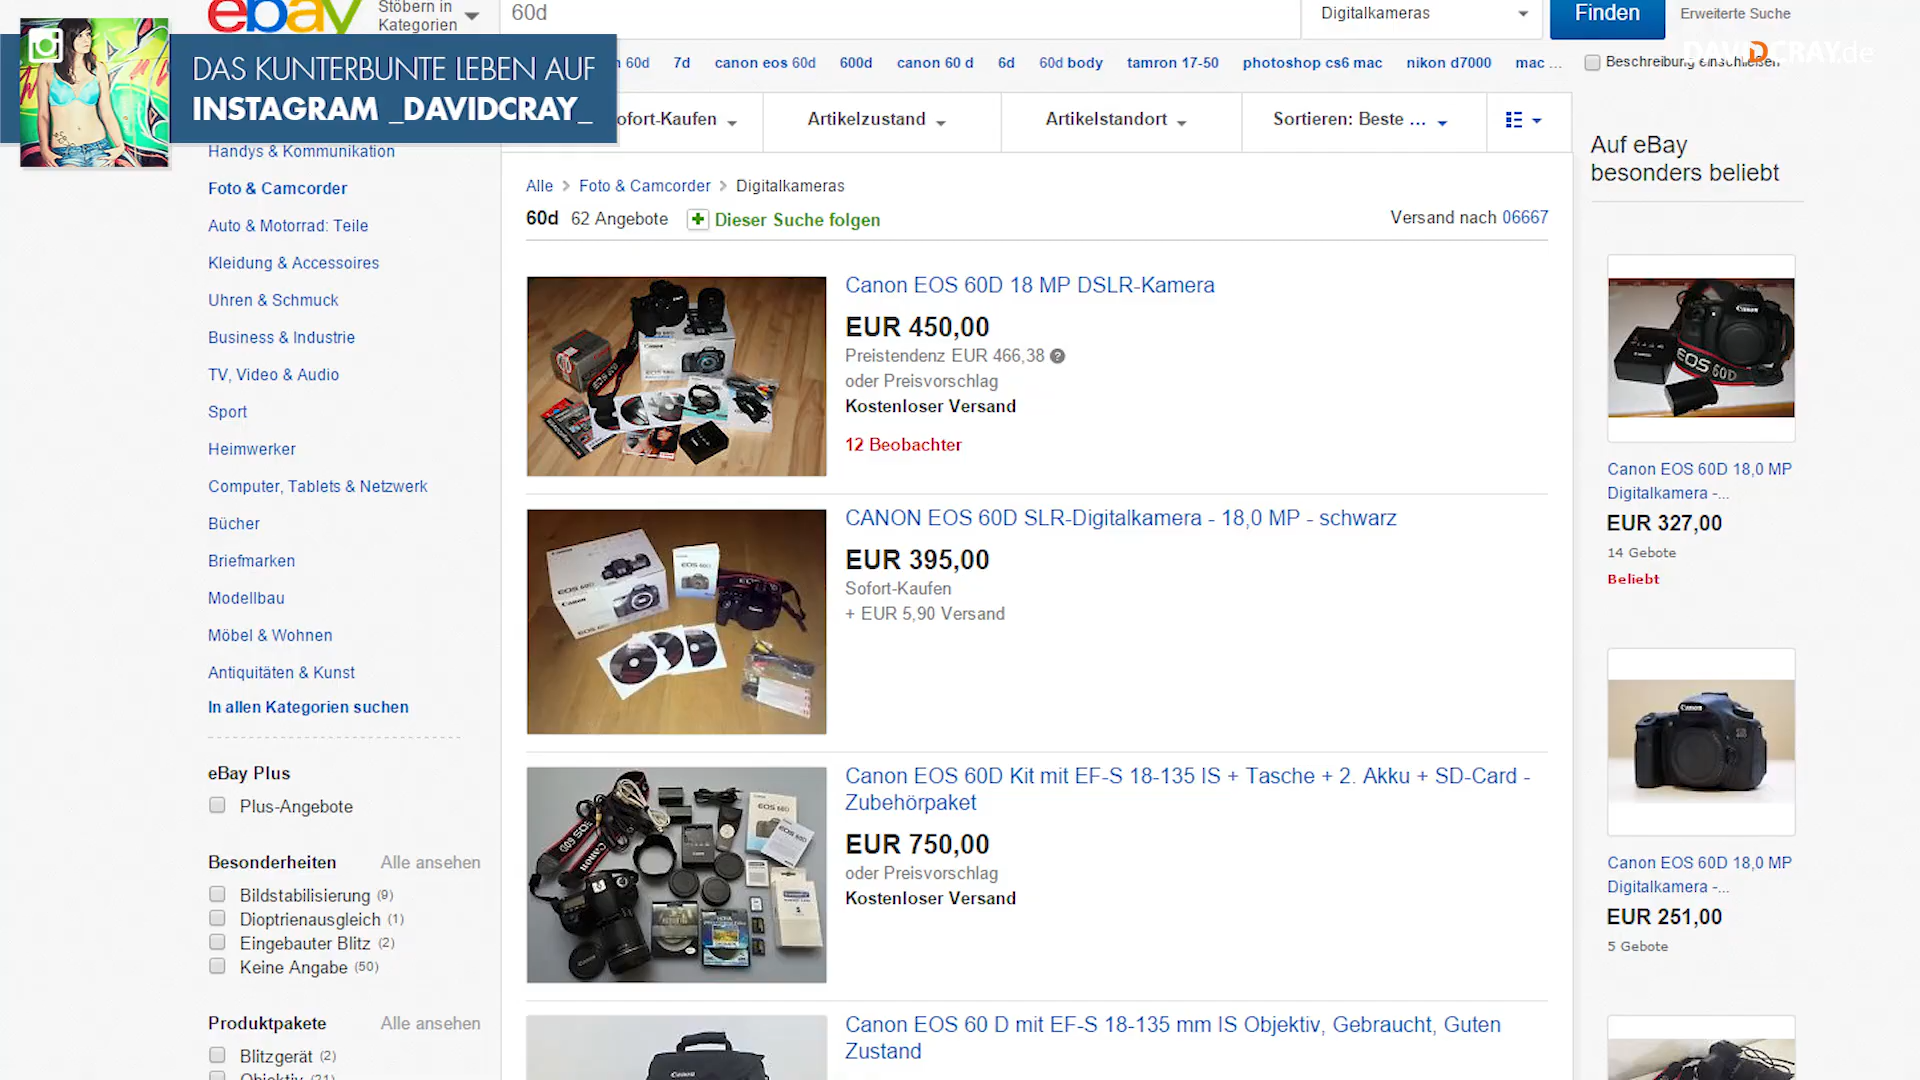 ebay
Stöbern in
Kategorien
60d
Digitalkameras
Finden
Erweiterte Suche
DAVIDCRAY.de
DAS KUNTERBUNTE LEBEN AUF
INSTAGRAM _DAVIDCRAY_
60d 7d canon eos 60d 600d canon 60 d 6d 60d body tamron 17-50 photoshop cs6 mac nikon d7000 mac ...
Beschreibung einschließen
ofort-Kaufen
Artikelzustand
Artikelstandort
Sortieren: Beste ...
Handys & Kommunikation
Foto & Camcorder
Auto & Motorrad: Teile
Kleidung & Accessoires
Uhren & Schmuck
Business & Industrie
TV, Video & Audio
Sport
Heimwerker
Computer, Tablets & Netzwerk
Bücher
Briefmarken
Modellbau
Möbel & Wohnen
Antiquitäten & Kunst
In allen Kategorien suchen
eBay Plus
Plus-Angebote
Besonderheiten Alle ansehen
Bildstabilisierung (9)
Dioptrienausgleich (1)
Eingebauter Blitz (2)
Keine Angabe (50)
Produktpakete Alle ansehen
Blitzgerät (2)
Objektiv (21)
Alle > Foto & Camcorder > Digitalkameras
60d 62 Angebote Dieser Suche folgen
Versand nach 06667
Canon EOS 60D 18 MP DSLR-Kamera
EUR 450,00
Preistendenz EUR 466,38 ?
oder Preisvorschlag
Kostenloser Versand
12 Beobachter
CANON EOS 60D SLR-Digitalkamera - 18,0 MP - schwarz
EUR 395,00
Sofort-Kaufen
+ EUR 5,90 Versand
Canon EOS 60D Kit mit EF-S 18-135 IS + Tasche + 2. Akku + SD-Card -
Zubehörpaket
EUR 750,00
oder Preisvorschlag
Kostenloser Versand
Canon EOS 60 D mit EF-S 18-135 mm IS Objektiv, Gebraucht, Guten
Zustand
Auf eBay
besonders beliebt
Canon
EOS 60D
Canon EOS 60D 18,0 MP
Digitalkamera -...
EUR 327,00
14 Gebote
Beliebt
Canon
Canon EOS 60D 18,0 MP
Digitalkamera -...
EUR 251,00
5 Gebote